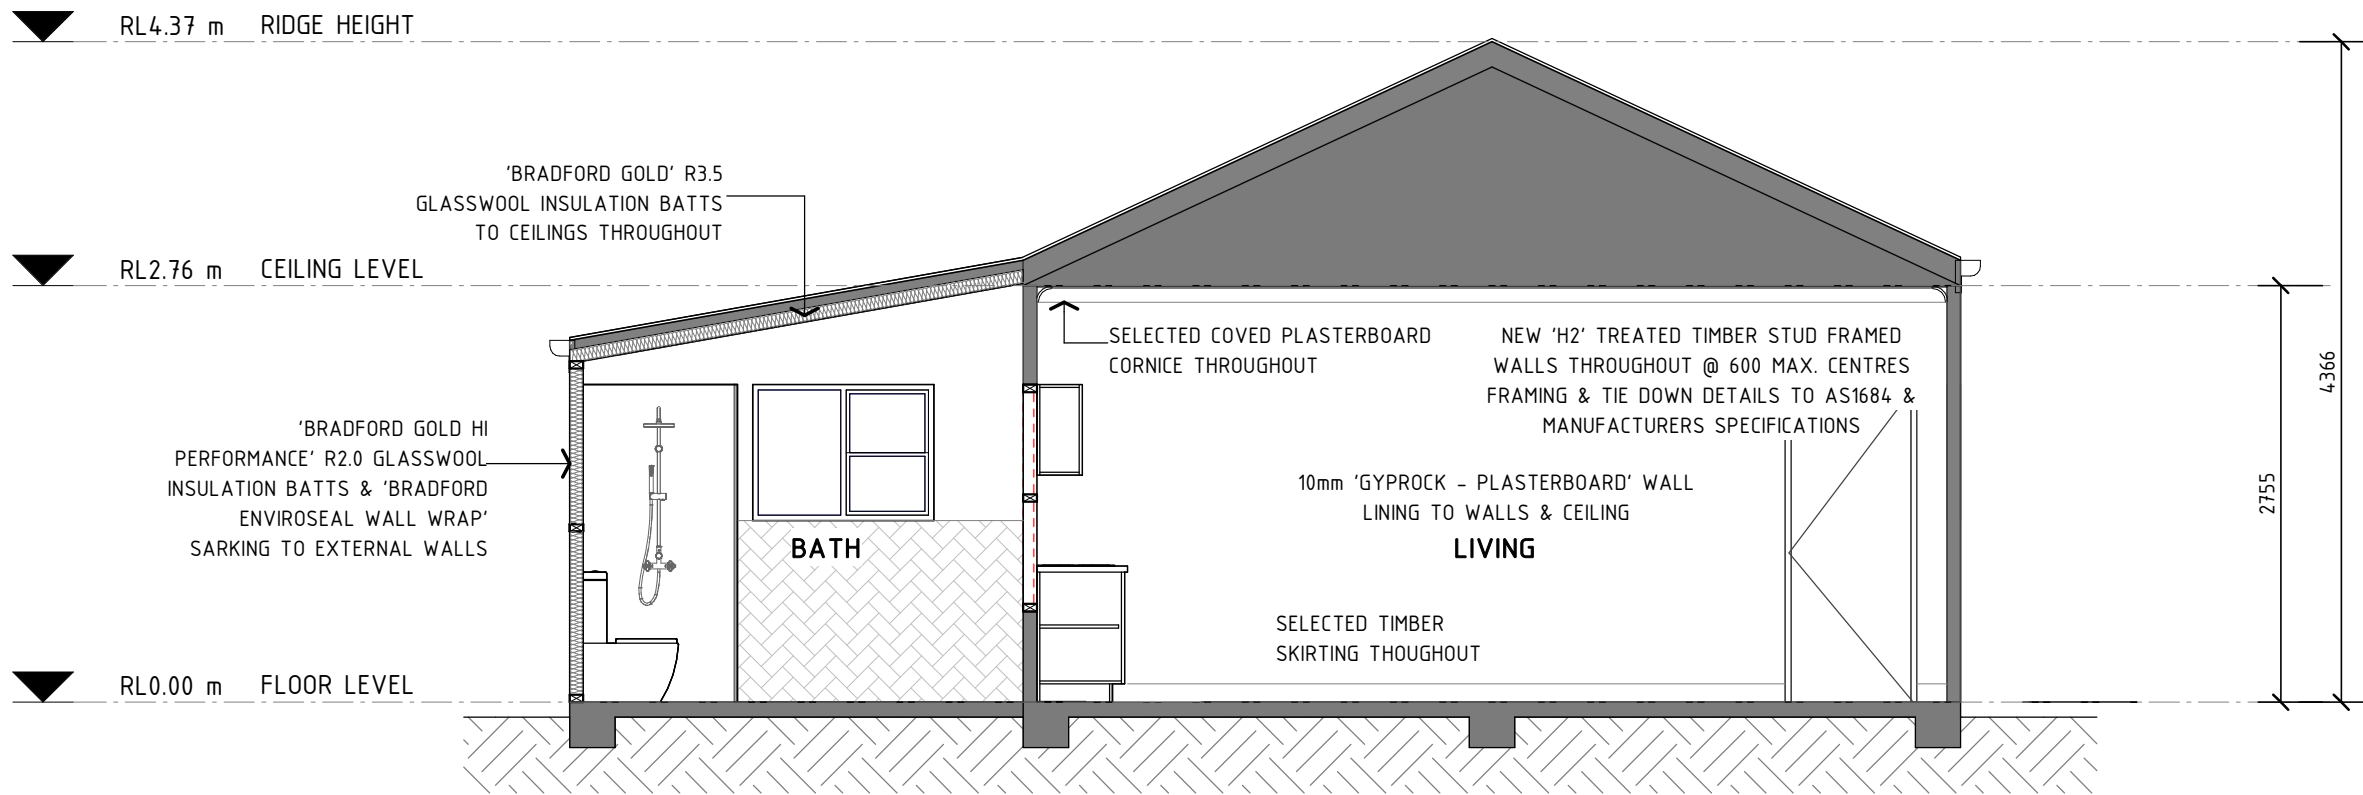 RL4.37 m RIDGE HEIGHT
'BRADFORD GOLD' R3.5
GLASSWOOL INSULATION BATTS
TO CEILINGS THROUGHOUT
RL2.76 m CEILING LEVEL
SELECTED COVED PLASTERBOARD
CORNICE THROUGHOUT
NEW 'H2' TREATED TIMBER STUD FRAMED
WALLS THROUGHOUT @ 600 MAX. CENTRES
FRAMING & TIE DOWN DETAILS TO AS1684 &
MANUFACTURERS SPECIFICATIONS
4366
2755
'BRADFORD GOLD HI
PERFORMANCE' R2.0 GLASSWOOL
INSULATION BATTS & 'BRADFORD
ENVIROSEAL WALL WRAP'
SARKING TO EXTERNAL WALLS
10mm 'GYPROCK - PLASTERBOARD' WALL
LINING TO WALLS & CEILING
BATH
LIVING
SELECTED TIMBER
SKIRTING THOUGHOUT
RL0.00 m FLOOR LEVEL